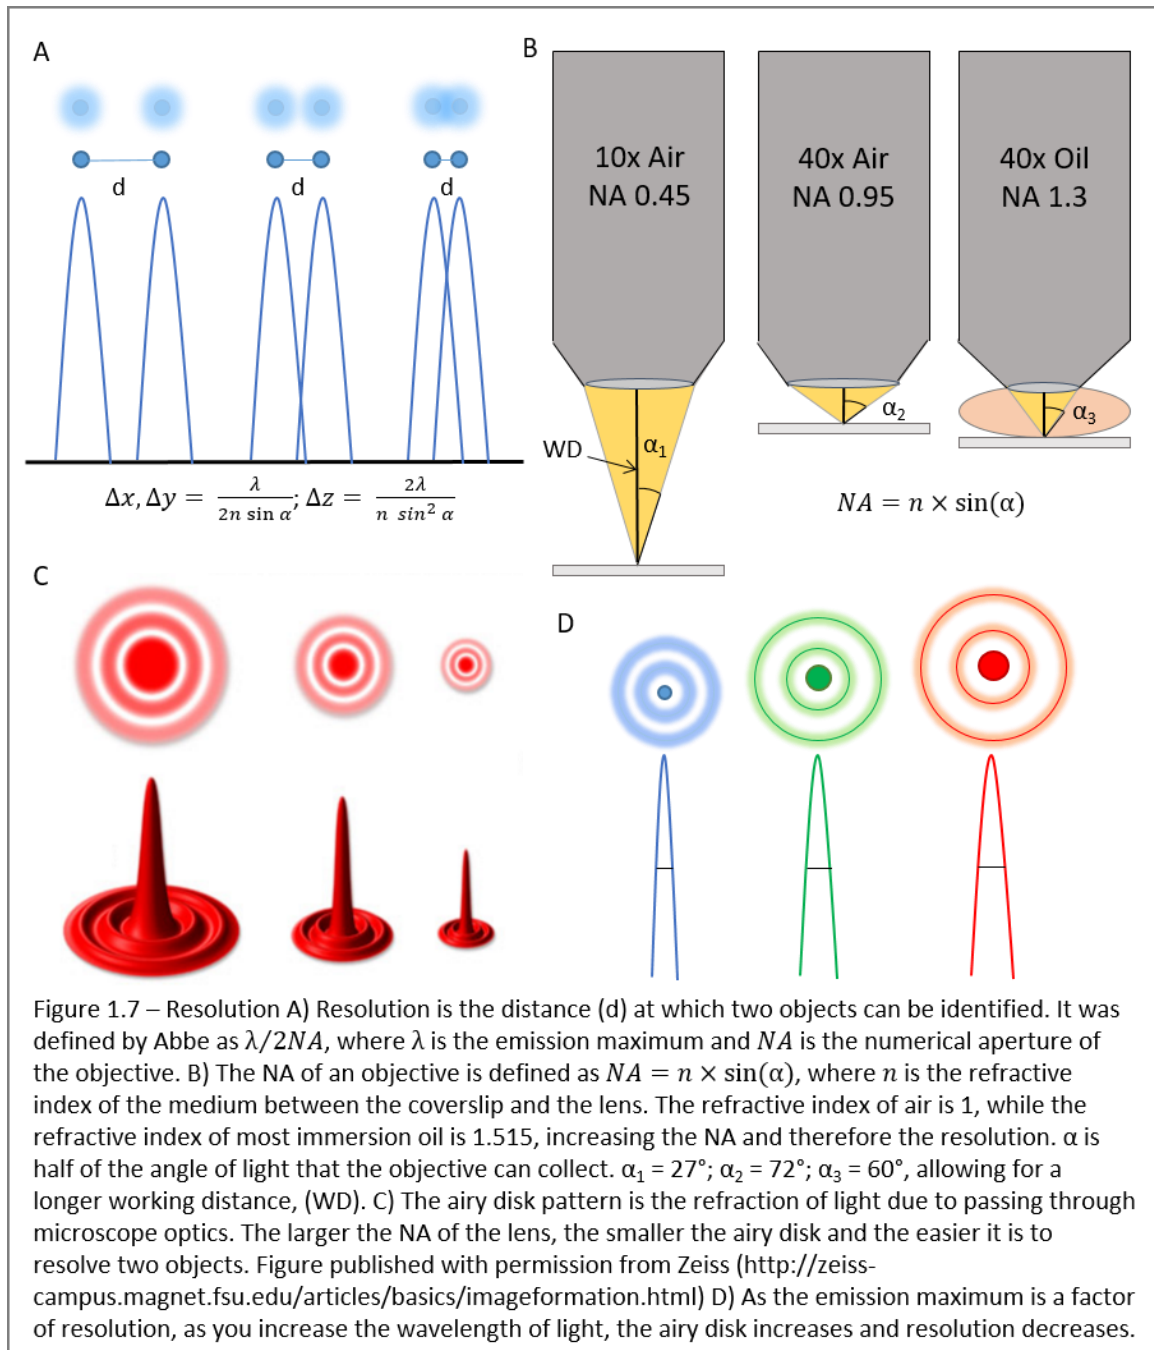 A
d
d
d
Δx, Δy = λ / 2n sin α; Δz = 2λ / n sin² α
B
10x Air
NA 0.45
40x Air
NA 0.95
40x Oil
NA 1.3
WD
α₁
α₂
α₃
NA = n × sin(α)
C
D
Figure 1.7 – Resolution A) Resolution is the distance (d) at which two objects can be identified. It was
defined by Abbe as λ/2NA, where λ is the emission maximum and NA is the numerical aperture of
the objective. B) The NA of an objective is defined as NA = n × sin(α), where n is the refractive
index of the medium between the coverslip and the lens. The refractive index of air is 1, while the
refractive index of most immersion oil is 1.515, increasing the NA and therefore the resolution. α is
half of the angle of light that the objective can collect. α₁ = 27°; α₂ = 72°; α₃ = 60°, allowing for a
longer working distance, (WD). C) The airy disk pattern is the refraction of light due to passing through
microscope optics. The larger the NA of the lens, the smaller the airy disk and the easier it is to
resolve two objects. Figure published with permission from Zeiss (http://zeiss-
campus.magnet.fsu.edu/articles/basics/imageformation.html) D) As the emission maximum is a factor
of resolution, as you increase the wavelength of light, the airy disk increases and resolution decreases.